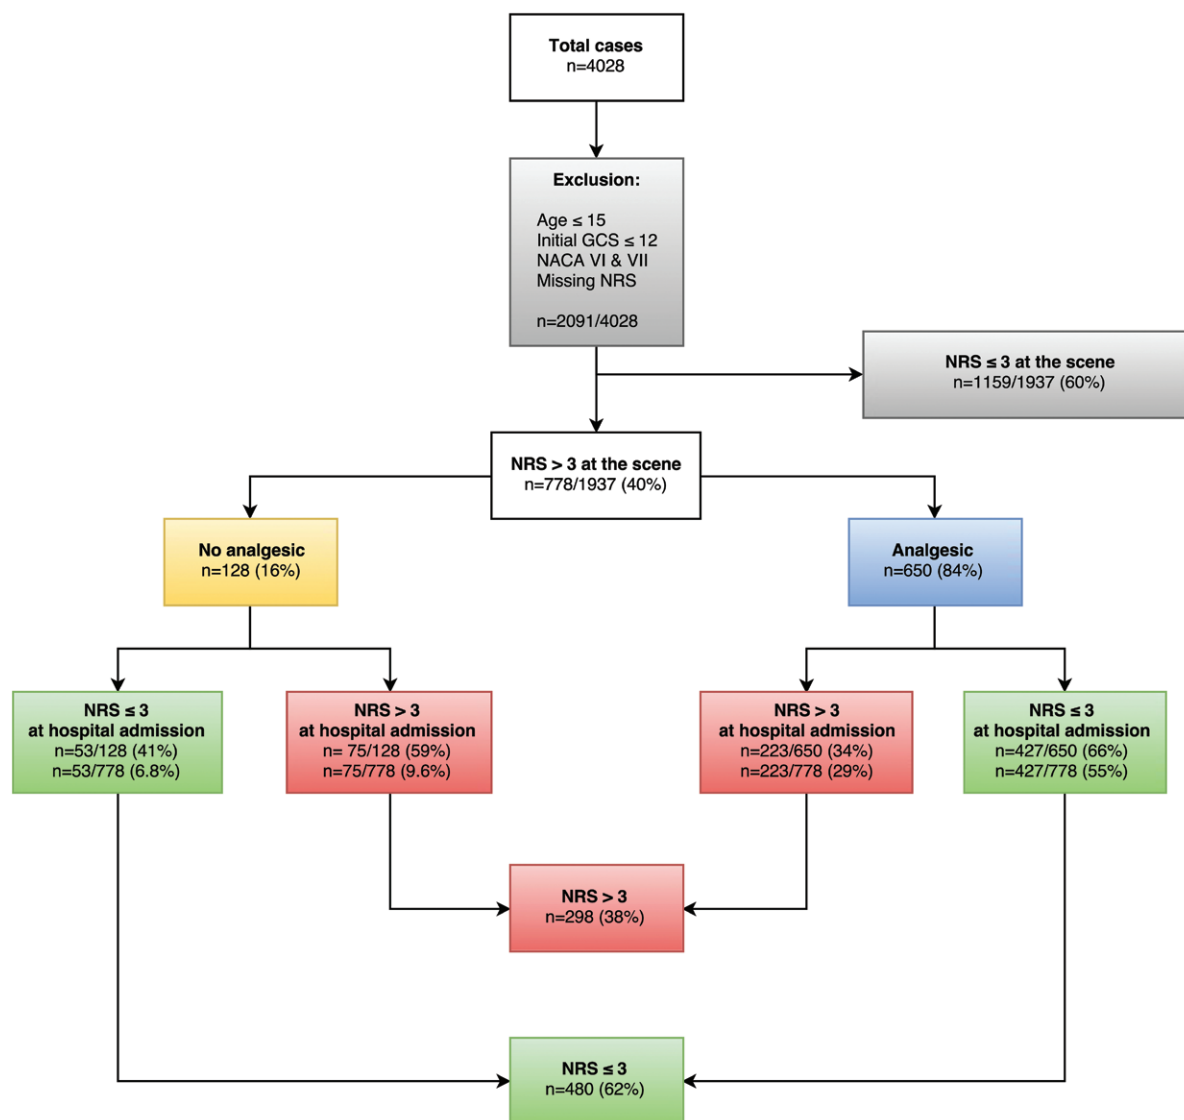 Total cases
n=4028
Exclusion:
Age ≤ 15
Initial GCS ≤ 12
NACA VI & VII
Missing NRS
n=2091/4028
NRS ≤ 3 at the scene
n=1159/1937 (60%)
NRS > 3 at the scene
n=778/1937 (40%)
No analgesic
n=128 (16%)
Analgesic
n=650 (84%)
NRS ≤ 3
at hospital admission
n=53/128 (41%)
n=53/778 (6.8%)
NRS > 3
at hospital admission
n= 75/128 (59%)
n=75/778 (9.6%)
NRS > 3
at hospital admission
n=223/650 (34%)
n=223/778 (29%)
NRS ≤ 3
at hospital admission
n=427/650 (66%)
n=427/778 (55%)
NRS > 3
n=298 (38%)
NRS ≤ 3
n=480 (62%)